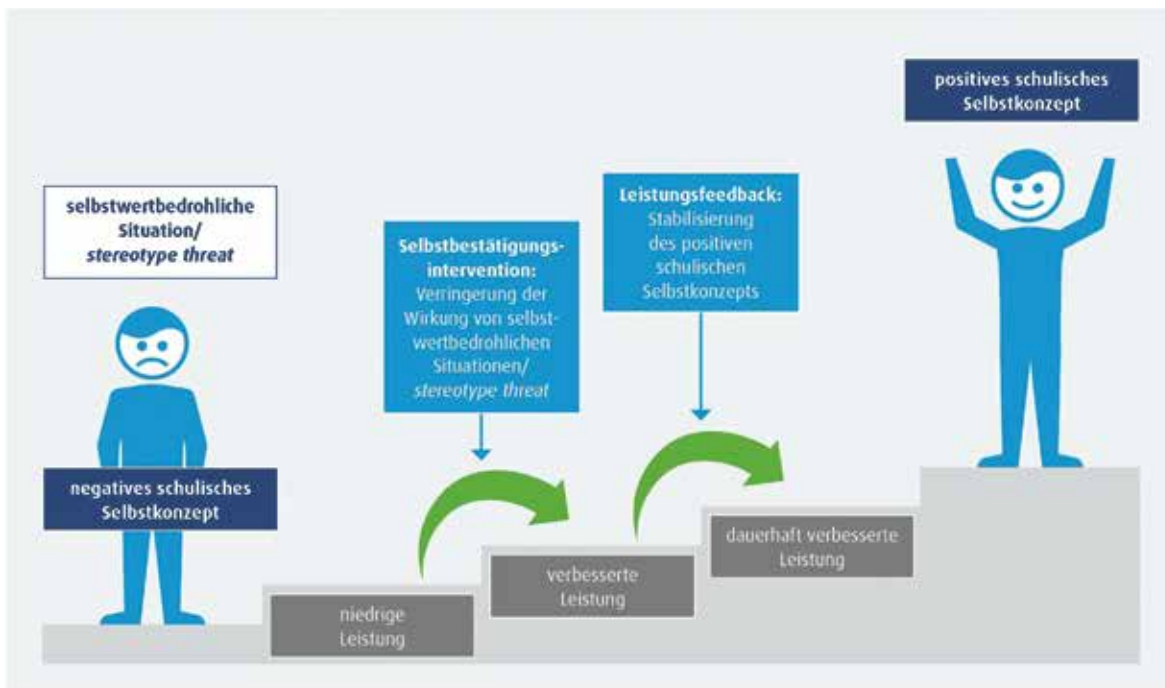 positives schulisches
Selbstkonzept
selbstwertbedrohliche
Situation/
stereotype threat
Selbstbestätigungs-
intervention:
Verringerung der
Wirkung von selbst-
wertbedrohlichen
Situationen/
stereotype threat
Leistungsfeedback:
Stabilisierung
des positiven
schulischen
Selbstkonzepts
negatives schulisches
Selbstkonzept
niedrige
Leistung
verbesserte
Leistung
dauerhaft verbesserte
Leistung